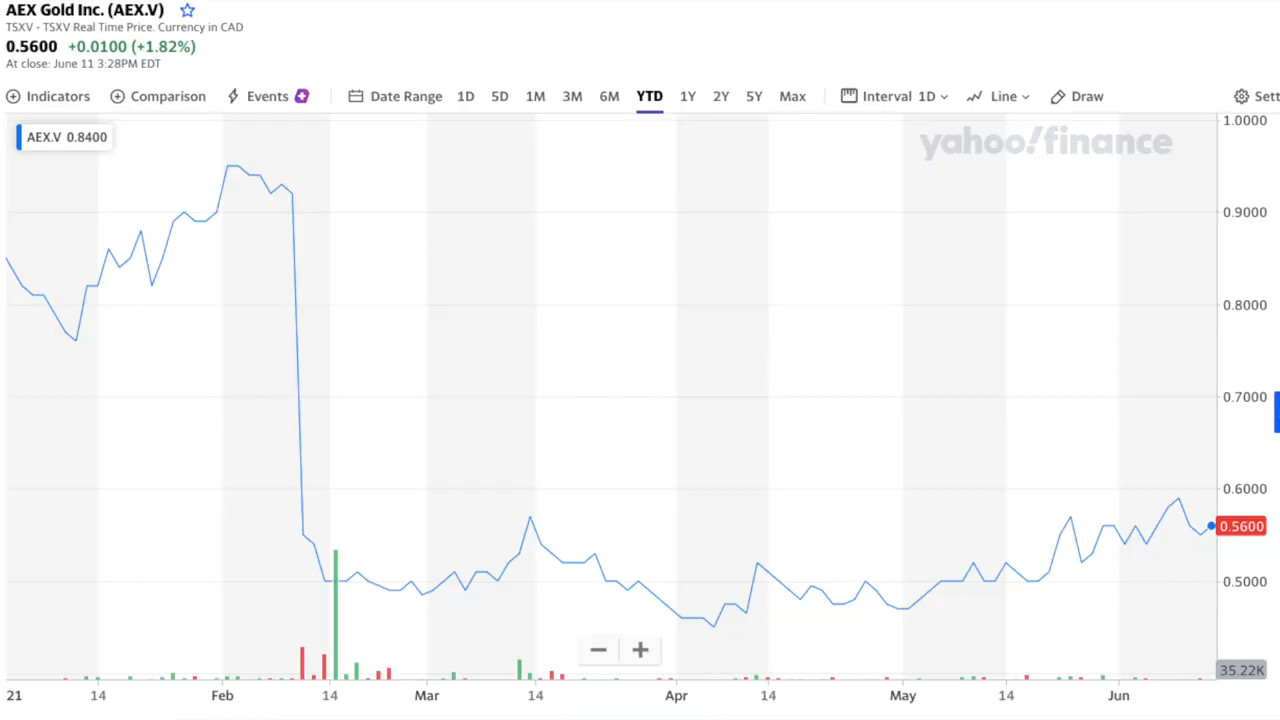 AEX Gold Inc. (AEX.V)
TSXV - TSXV Real Time Price. Currency in CAD
0.5600 +0.0100 (+1.82%)
At close: June 11 3:28PM EDT
Indicators Comparison Events Date Range 1D 5D 1M 3M 6M YTD 1Y 2Y 5Y Max Interval 1D Line Draw Sett
AEX.V 0.8400
yahoo!finance
1.0000
0.9000
0.8000
0.7000
0.6000
0.5600
0.5000
35.22K
21 14 Feb 14 Mar 14 Apr 14 May 14 Jun